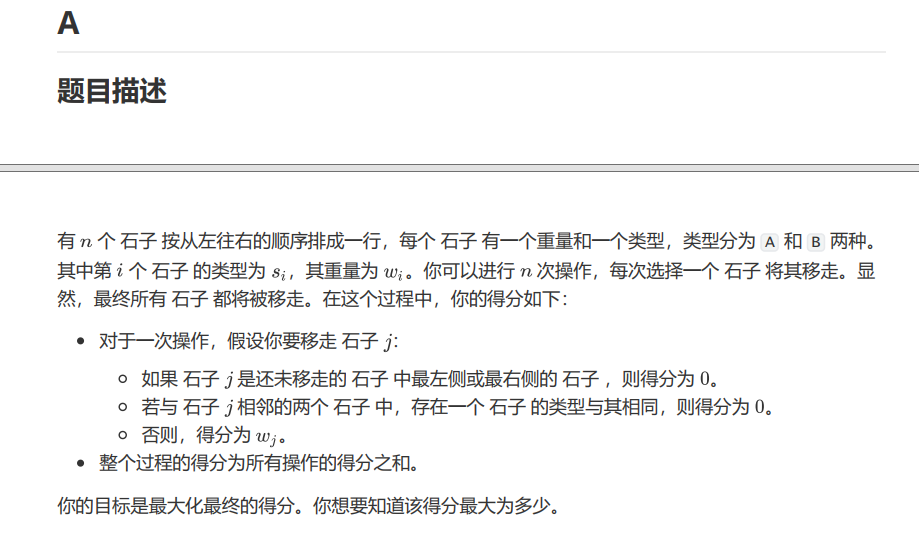 A
题目描述
有 n 个 石子 按从左往右的顺序排成一行，每个 石子 有一个重量和一个类型，类型分为 A 和 B 两种。
其中第 i 个 石子 的类型为 s_i，其重量为 w_i。你可以进行 n 次操作，每次选择一个 石子 将其移走。显
然，最终所有 石子 都将被移走。在这个过程中，你的得分如下：
• 对于一次操作，假设你要移走 石子 j：
◦ 如果 石子 j 是还未移走的 石子 中最左侧或最右侧的 石子 ，则得分为 0。
◦ 若与 石子 j 相邻的两个 石子 中，存在一个 石子 的类型与其相同，则得分为 0。
◦ 否则，得分为 w_j。
• 整个过程的得分为所有操作的得分之和。
你的目标是最大化最终的得分。你想要知道该得分最大为多少。